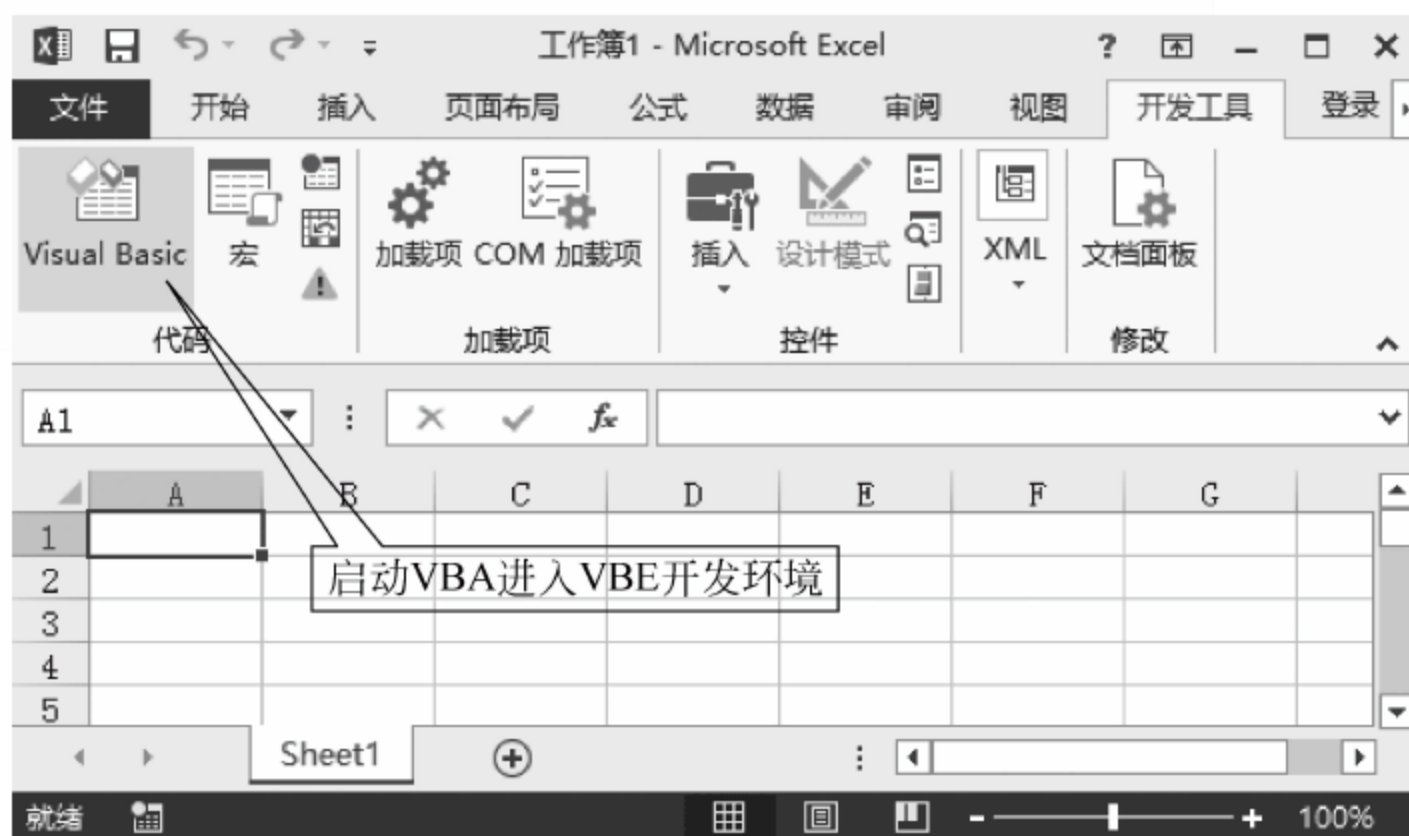 工作簿1 - Microsoft Excel ?
文件 开始 插入 页面布局 公式 数据 审阅 视图 开发工具 登录
Visual Basic 宏 加载项 COM 加载项 插入 设计模式 XML 文档面板
代码 加载项 控件 修改
A1 fx
A B C D E F G
1
2
3
4
5
启动VBA进入VBE开发环境
Sheet1
就绪 100%